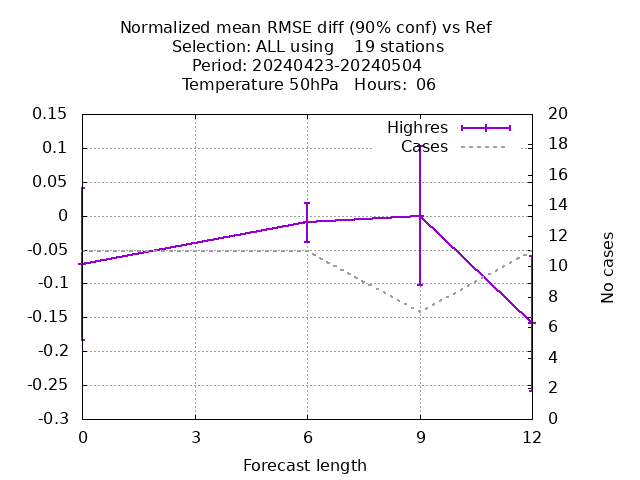 Normalized mean RMSE diff (90% conf) vs Ref
Selection: ALL using    19 stations
Period: 20240423-20240504
Temperature 50hPa   Hours:  06
Highres
Cases
0.15
0.1
0.05
0
-0.05
-0.1
-0.15
-0.2
-0.25
-0.3
20
18
16
14
12
10
8
6
4
2
0
No cases
0 3 6 9 12
Forecast length